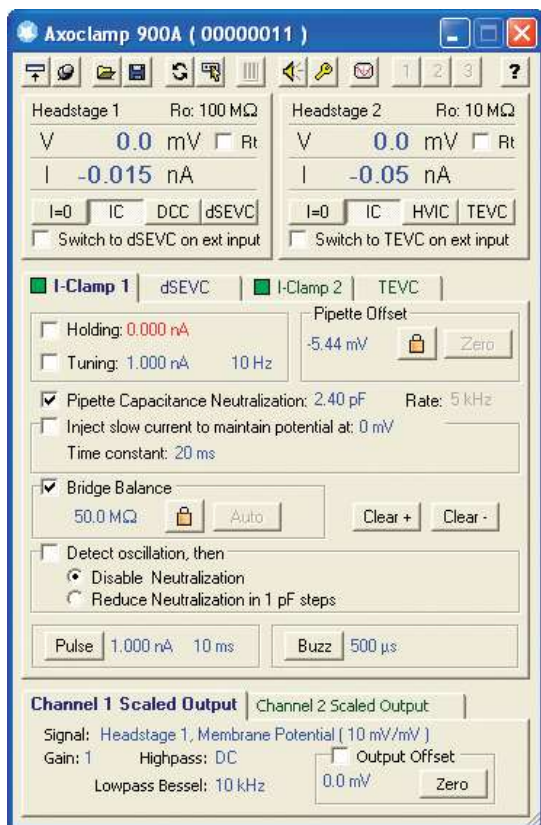 Axoclamp 900A ( 00000011 )
1 2 3 ?
Headstage 1 Ro: 100 MΩ
V 0.0 mV Rt
I -0.015 nA
I=0 IC DCC dSEVC
Switch to dSEVC on ext input
Headstage 2 Ro: 10 MΩ
V 0.0 mV Rt
I -0.05 nA
I=0 IC HVIC TEVC
Switch to TEVC on ext input
I-Clamp 1 dSEVC I-Clamp 2 TEVC
Holding: 0.000 nA
Tuning: 1.000 nA 10 Hz
Pipette Offset
-5.44 mV Zero
Pipette Capacitance Neutralization: 2.40 pF Rate: 5 kHz
Inject slow current to maintain potential at: 0 mV
Time constant: 20 ms
Bridge Balance
50.0 MΩ Auto Clear + Clear -
Detect oscillation, then
Disable Neutralization
Reduce Neutralization in 1 pF steps
Pulse 1.000 nA 10 ms Buzz 500 µs
Channel 1 Scaled Output Channel 2 Scaled Output
Signal: Headstage 1, Membrane Potential ( 10 mV/mV )
Gain: 1 Highpass: DC
Lowpass Bessel: 10 kHz
Output Offset
0.0 mV Zero